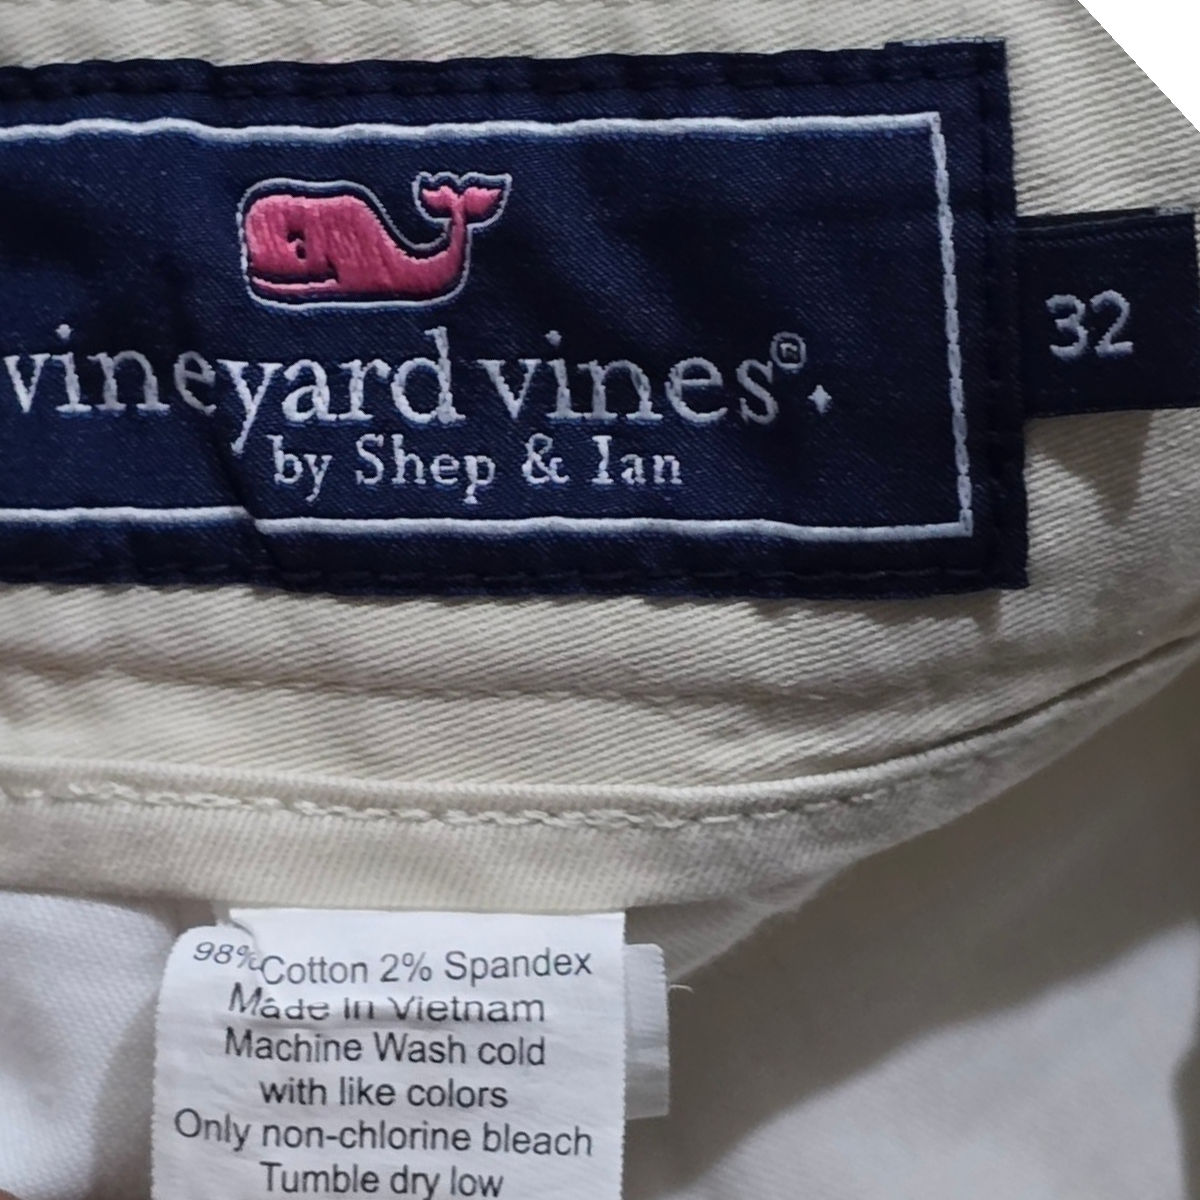 vineyard vines®
by Shep & Ian
32
98% Cotton 2% Spandex
Made In Vietnam
Machine Wash cold
with like colors
Only non-chlorine bleach
Tumble dry low